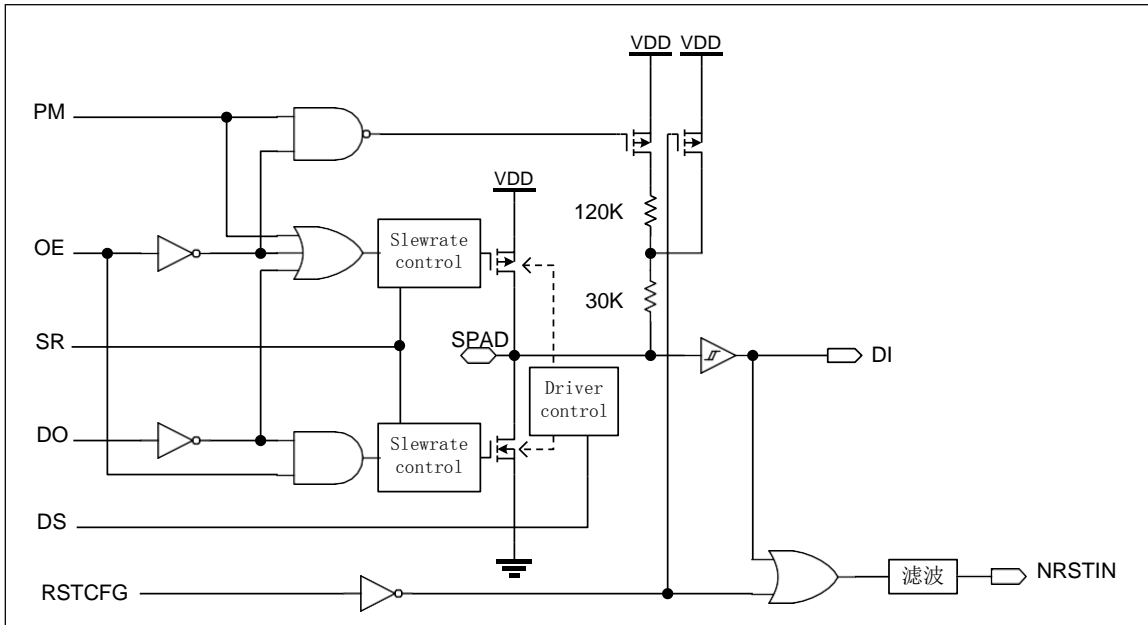 VDD
VDD
PM
VDD
120K
OE
Slewrate
control
30K
SR
SPAD
DI
Driver
control
DO
Slewrate
control
DS
RSTCFG
滤波
NRSTIN